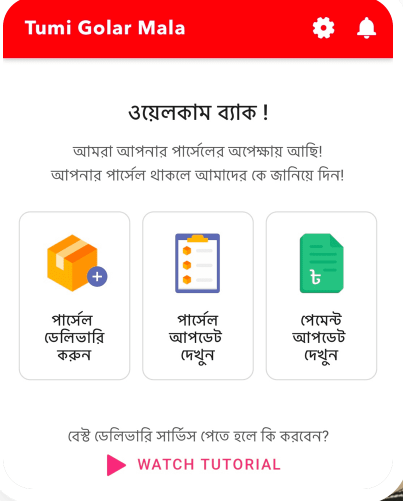 Tumi Golar Mala
ওয়েলকাম ব্যাক !
আমরা আপনার পার্সেলের অপেক্ষায় আছি!
আপনার পার্সেল থাকলে আমাদের কে জানিয়ে দিন!
পার্সেল
ডেলিভারি
করুন
পার্সেল
আপডেট
দেখুন
৳
পেমেন্ট
আপডেট
দেখুন
বেস্ট ডেলিভারি সার্ভিস পেতে হলে কি করবেন?
WATCH TUTORIAL